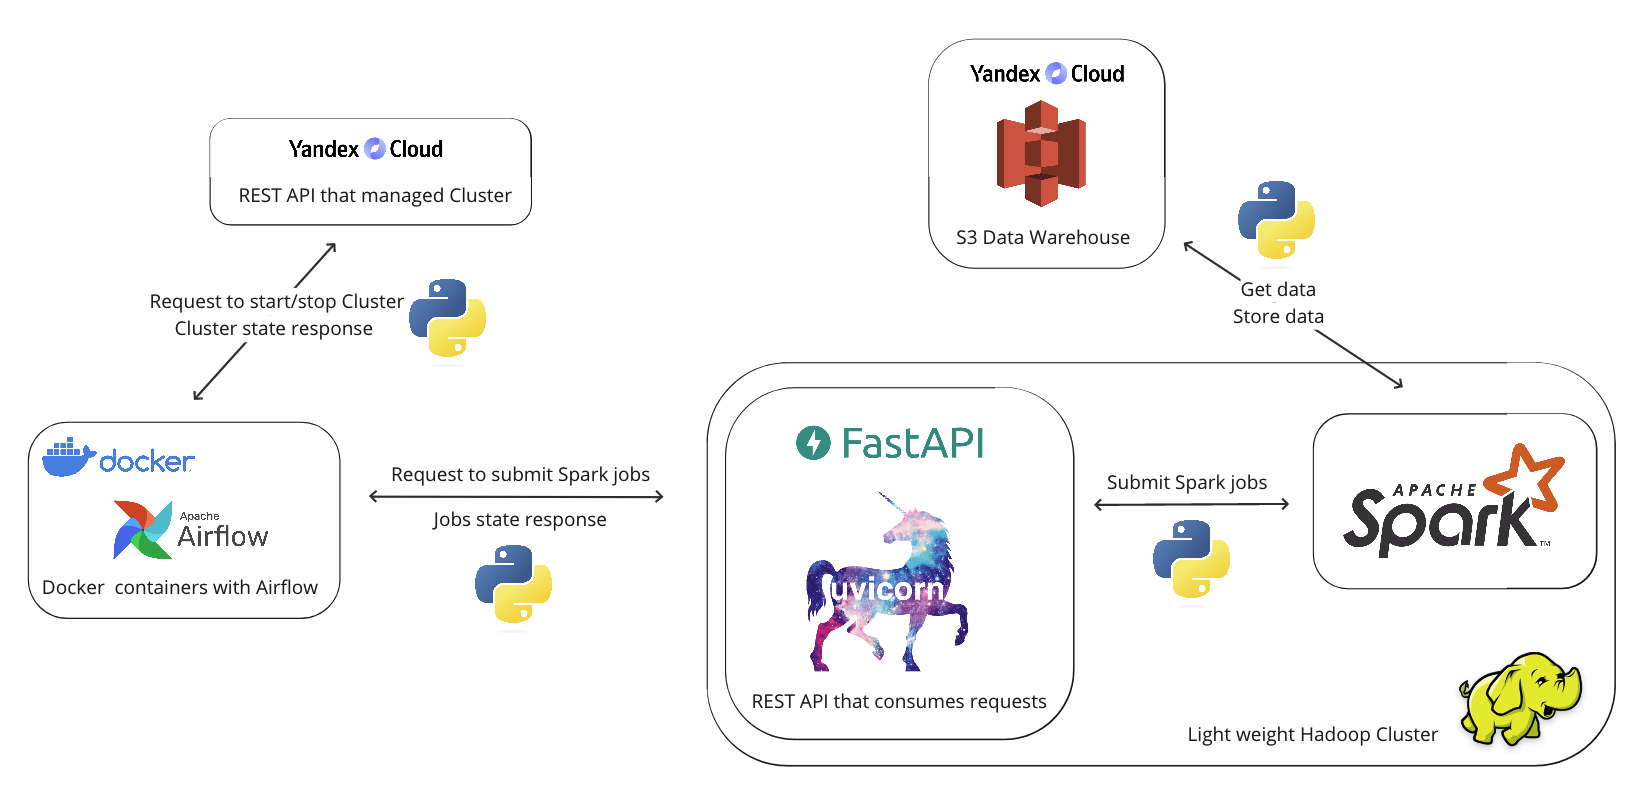 Yandex Cloud
REST API that managed Cluster
Request to start/stop Cluster
Cluster state response
docker
Apache
Airflow
Docker containers with Airflow
Request to submit Spark jobs
Jobs state response
Yandex Cloud
S3 Data Warehouse
Get data
Store data
FastAPI
uvicorn
REST API that consumes requests
Submit Spark jobs
APACHE
Spark™
Light weight Hadoop Cluster